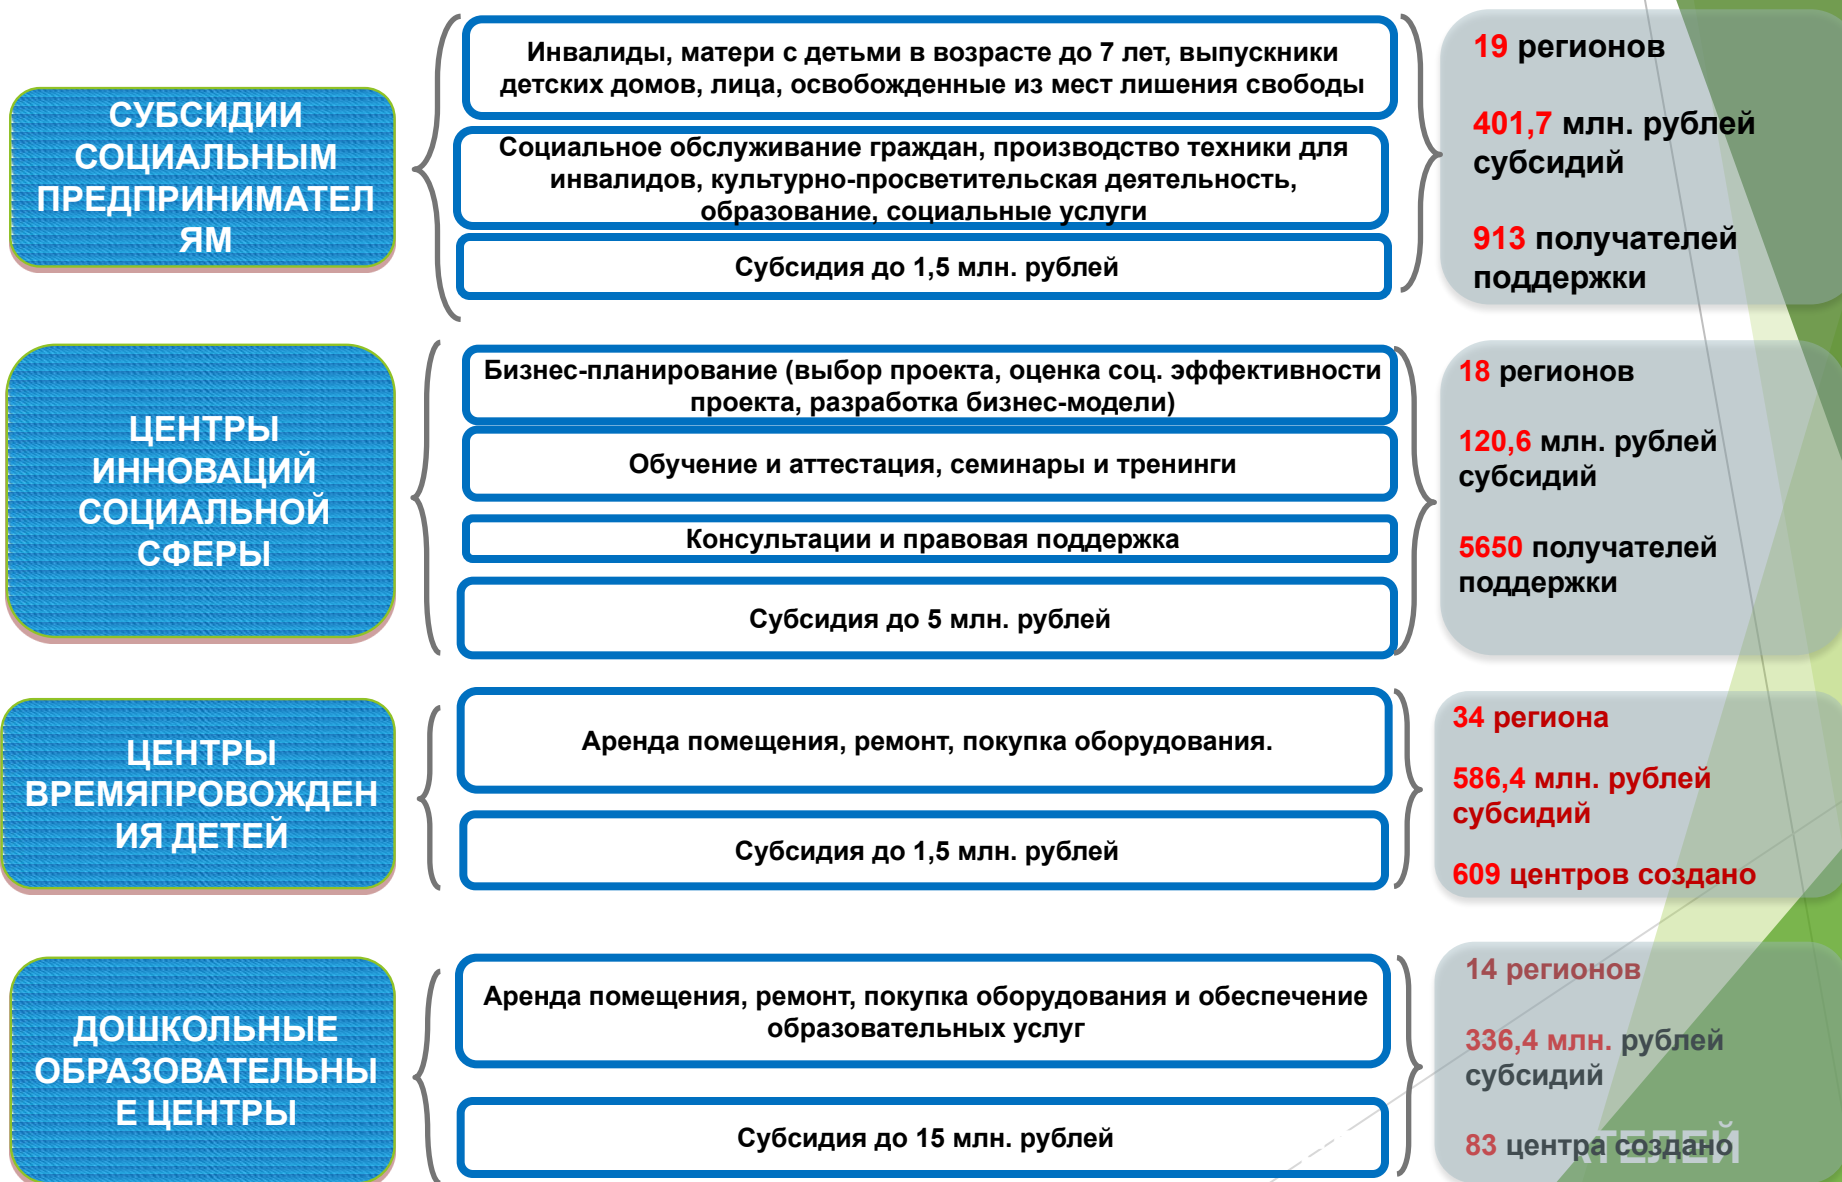 СУБСИДИИ
СОЦИАЛЬНЫМ
ПРЕДПРИНИМАТЕЛ
ЯМ
Инвалиды, матери с детьми в возрасте до 7 лет, выпускники
детских домов, лица, освобожденные из мест лишения свободы
Социальное обслуживание граждан, производство техники для
инвалидов, культурно-просветительская деятельность,
образование, социальные услуги
Субсидия до 1,5 млн. рублей
19 регионов
401,7 млн. рублей
субсидий
913 получателей
поддержки
ЦЕНТРЫ
ИННОВАЦИЙ
СОЦИАЛЬНОЙ
СФЕРЫ
Бизнес-планирование (выбор проекта, оценка соц. эффективности
проекта, разработка бизнес-модели)
Обучение и аттестация, семинары и тренинги
Консультации и правовая поддержка
Субсидия до 5 млн. рублей
18 регионов
120,6 млн. рублей
субсидий
5650 получателей
поддержки
ЦЕНТРЫ
ВРЕМЯПРОВОЖДЕН
ИЯ ДЕТЕЙ
Аренда помещения, ремонт, покупка оборудования.
Субсидия до 1,5 млн. рублей
34 региона
586,4 млн. рублей
субсидий
609 центров создано
ДОШКОЛЬНЫЕ
ОБРАЗОВАТЕЛЬНЫ
Е ЦЕНТРЫ
Аренда помещения, ремонт, покупка оборудования и обеспечение
образовательных услуг
Субсидия до 15 млн. рублей
14 регионов
336,4 млн. рублей
субсидий
83 центра создано